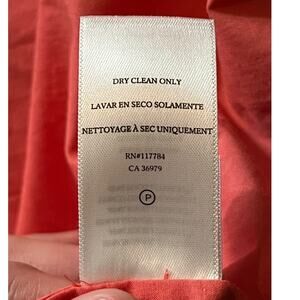 DRY CLEAN ONLY
LAVAR EN SECO SOLAMENTE
NETTOYAGE À SEC UNIQUEMENT
RN#117784
CA 36979
P